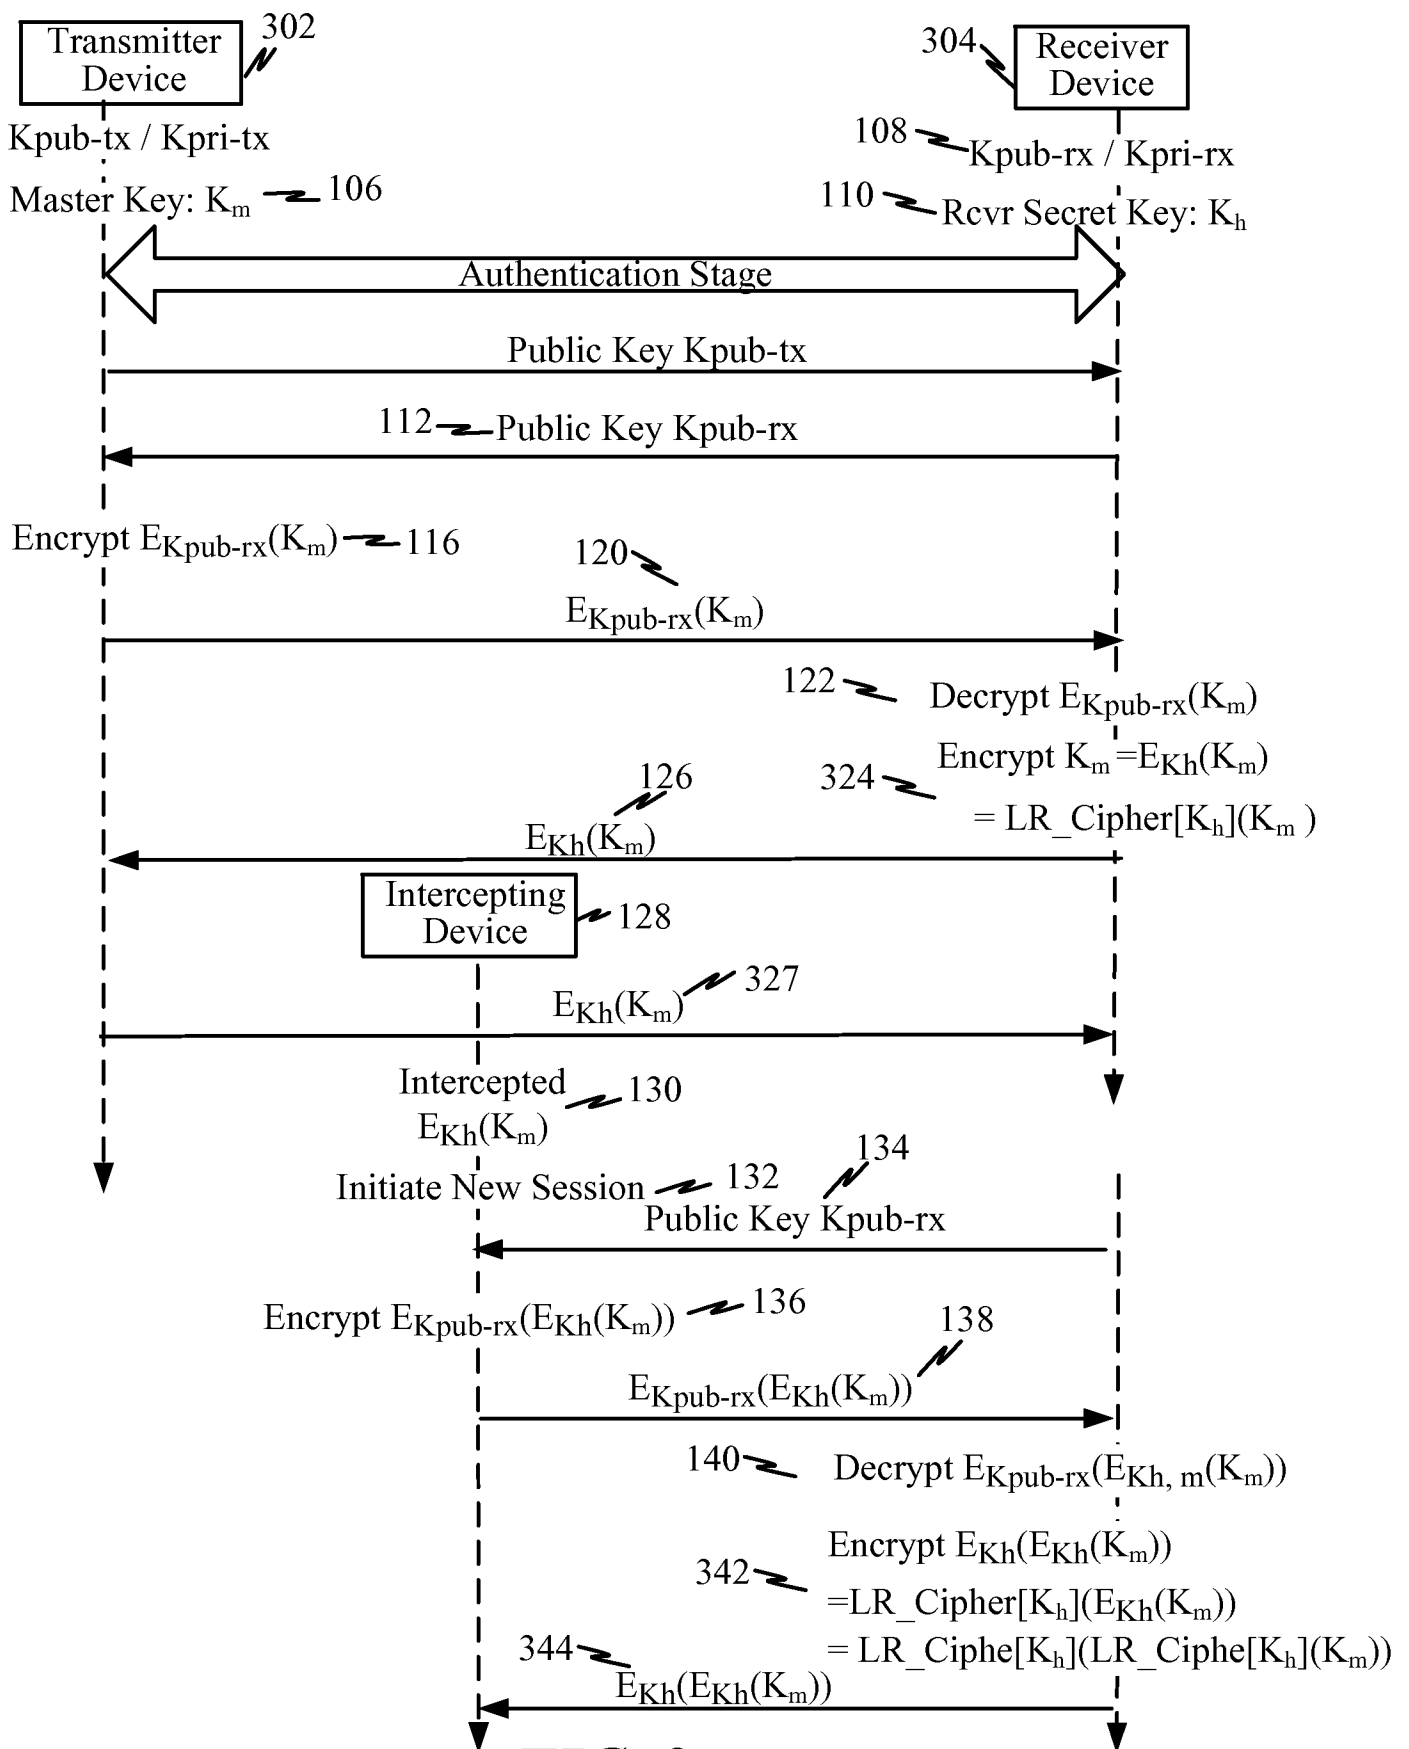 Transmitter
Device
302
304
Receiver
Device
Kpub-tx / Kpri-tx
108
Kpub-rx / Kpri-rx
Master Key: Km
106
110
Rcvr Secret Key: Kh
Authentication Stage
Public Key Kpub-tx
112
Public Key Kpub-rx
Encrypt EKpub-rx(Km)
116
120
EKpub-rx(Km)
122
Decrypt EKpub-rx(Km)
Encrypt Km=EKh(Km)
324
= LR_Cipher[Kh](Km )
126
EKh(Km)
Intercepting
Device
128
327
EKh(Km)
Intercepted
EKh(Km)
130
134
Initiate New Session
132
Public Key Kpub-rx
Encrypt EKpub-rx(EKh(Km))
136
138
EKpub-rx(EKh(Km))
140
Decrypt EKpub-rx(EKh, m(Km))
Encrypt EKh(EKh(Km))
342
=LR_Cipher[Kh](EKh(Km))
= LR_Ciphe[Kh](LR_Ciphe[Kh](Km))
344
EKh(EKh(Km))